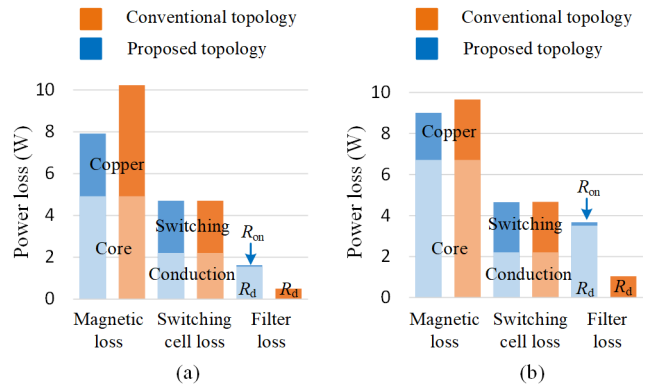 Conventional topology
Proposed topology
Power loss (W)
10
8
6
4
2
0
Copper
Core
Switching
Conduction
Ron
Rd
Rd
Magnetic loss
Switching cell loss
Filter loss
(a)
Conventional topology
Proposed topology
Power loss (W)
10
8
6
4
2
0
Copper
Core
Switching
Conduction
Ron
Rd
Rd
Magnetic loss
Switching cell loss
Filter loss
(b)